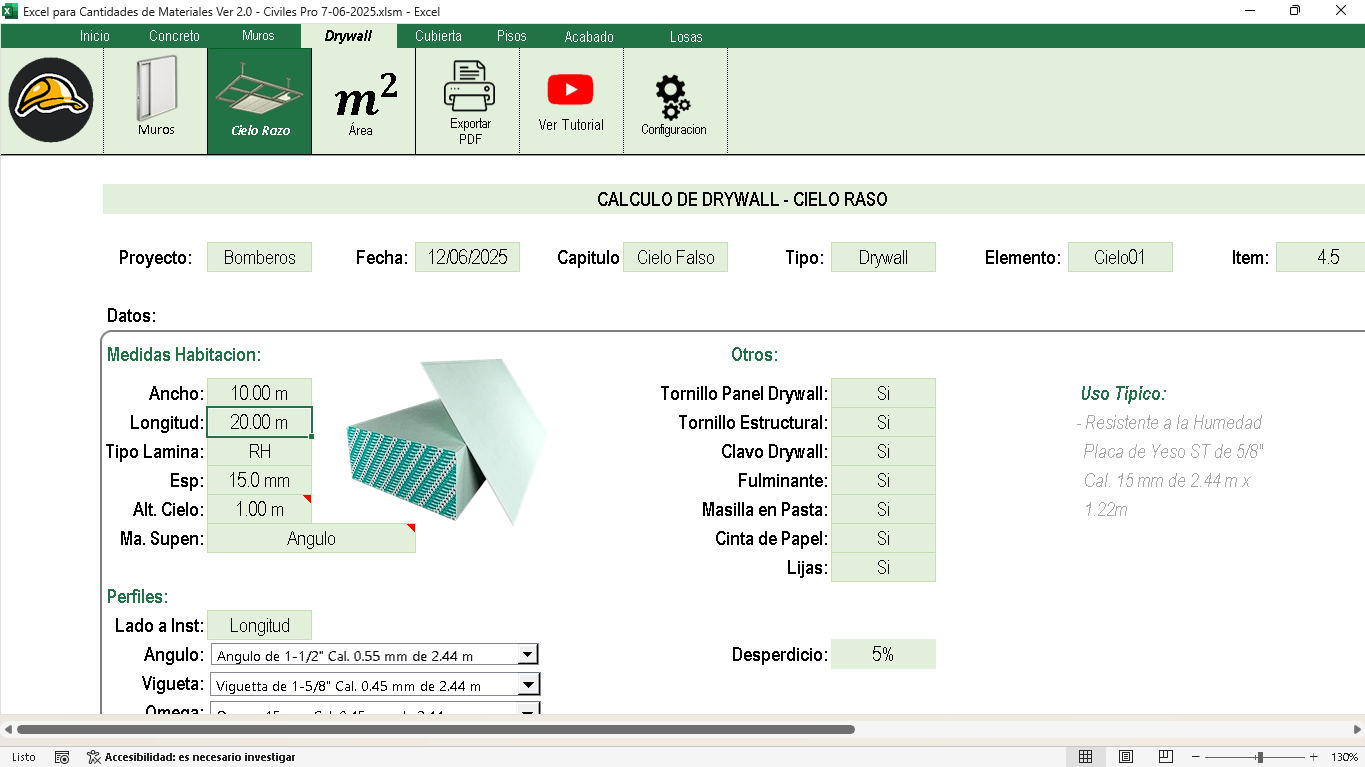 Excel para Cantidades de Materiales Ver 2.0 - Civiles Pro 7-06-2025.xlsm - Excel
Inicio Concreto Muros Drywall Cubierta Pisos Acabado Losas
Muros
Cielo Razo
m²
Área
Exportar
PDF
Ver Tutorial
Configuracion
CALCULO DE DRYWALL - CIELO RASO
Proyecto: Bomberos Fecha: 12/06/2025 Capitulo Cielo Falso Tipo: Drywall Elemento: Cielo01 Item: 4.5
Datos:
Medidas Habitacion:
Ancho: 10.00 m
Longitud: 20.00 m
Tipo Lamina: RH
Esp: 15.0 mm
Alt. Cielo: 1.00 m
Ma. Supen: Angulo
Otros:
Tornillo Panel Drywall: Si
Tornillo Estructural: Si
Clavo Drywall: Si
Fulminante: Si
Masilla en Pasta: Si
Cinta de Papel: Si
Lijas: Si
Uso Típico:
- Resistente a la Humedad
Placa de Yeso ST de 5/8"
Cal. 15 mm de 2.44 m x
1.22m
Perfiles:
Lado a Inst: Longitud
Angulo: Angulo de 1-1/2" Cal. 0.55 mm de 2.44 m
Vigueta: Viguetta de 1-5/8" Cal. 0.45 mm de 2.44 m
Omega:
Desperdicio: 5%
Listo
Accesibilidad: es necesario investigar
130%